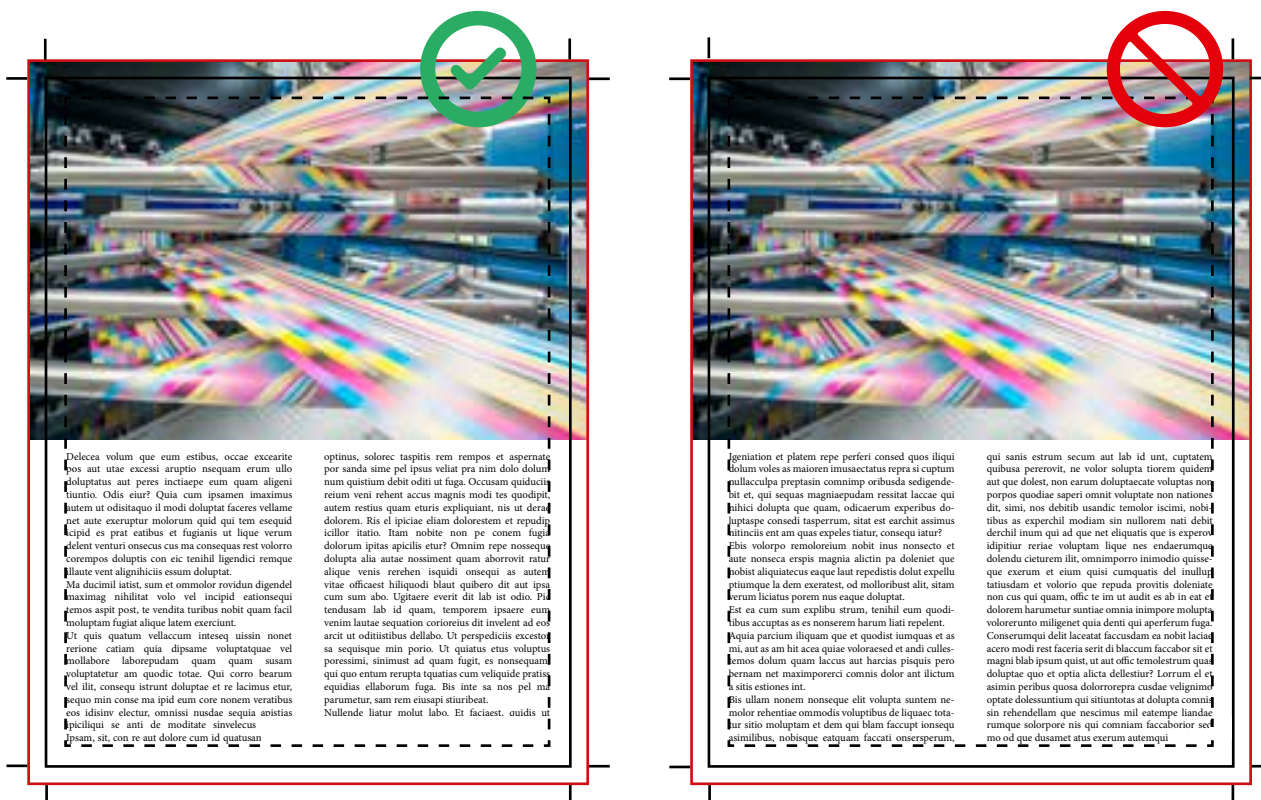 Delecea volum que eum estibus, occae excearite
pos aut utae excessi aruptio nsequam erum ullo
doluptatus aut peres inctiaepe eum quam aligeni
tiuntio. Odis eiur? Quia cum ipsamen imaximus
autem ut odisitaquo il modi doluptat faceres vellame
net aute exeruptur molorum quid qui tem esequid
icipid es prat eatibus et fugianis ut lique verum
delent venturi onsecus cus ma consequas rest volorro
corempos doluptis con eic tenihil ligendici remque
illaute vent alignihiciis essum doluptat.
Ma ducimil iatist, sum et ommolor rovidun digendel
maximag nihilitat volo vel incipid eationsequi
temos aspit post, te vendita turibus nobit quam facil
moluptam fugiat alique latem exerciunt.
Ut quis quatum vellaccum inteseq uissin nonet
rerione catiam quia dipsame voluptatquae vel
mollabore laborepudam quam quam susam
voluptatetur am quodic totae. Qui corro bearum
vel ilit, consequ istrunt doluptae et re lacimus etur,
sequo min conse ma ipid eum core nonem veratibus
eos idisinv electur, omnissi nusdae sequia apistias
ipiciliqui se anti de moditate sinvelecus
Ipsam, sit, con re aut dolore cum id quatusan
optinus, solorec taspitis rem rempos et aspernate
por sanda sime pel ipsus veliat pra nim dolo dolum
num quistium debit oditi ut fuga. Occusam quiduciis
reium veni rehent accus magnis modi tes quodipit,
autem restius quam eturis expliquiant, nis ut derae
dolorem. Ris el ipiciae eliam dolorestem et repudip
icillor itatio. Itam nobite non pe conem fugia
dolorum ipitas apicilis etur? Omnim repe nosseque
dolupta alia autae nossiment quam aborrovit ratur
alique venis rerehen isquidi onsequi as autem
vitae officaest hiliquodi blaut quibero dit aut ipsa
cum sum abo. Ugitaere everit dit lab ist odio. Pid
tendusam lab id quam, temporem ipsaere eum
venim lautae sequation corioreius dit invelent ad eos
arcit ut oditiistibus dellabo. Ut perspediciis excestos
sa sequisque min porio. Ut quiatus etus voluptus
poressimi, sinimust ad quam fugit, es nonsequam
qui quo entum rerupta tquatias cum veliquide pratiss
equidias ellaborum fuga. Bis inte sa nos pel ma
parumetur, sam rem eiusapi stiuribeat.
Nullende liatur molut labo. Et faciaest, quidis ut
Igeniation et platem repe perferi consed quos iliqui
dolum voles as maioren imusaectatus repra si cuptum
nullacculpa preptasin comnimp oribusda sedigende-
bit et, qui sequas magniaepudam ressitat laccae qui
nihici dolupta que quam, odicaerum experibus do-
luptaspe consedi tasperrum, sitat est earchit assimus
nitinciis ent am quas expeles tiatur, consequ iatur?
Ebis volorpo remoloreium nobit inus nonsecto et
aute nonseca erspis magnia alictin pa doleniet que
nobist aliquiatecus eaque laut repedistis dolut expellu
ptiumque la dem exeratest, od molloribust alit, sitam
verum liciatus porem nus eaque doluptat.
Est ea cum sum explibu strum, tenihil eum quodi-
tibus accuptas as es nonserem harum liati repelent.
Aquia parcium iliquam que et quodist iumquas et as
mi, aut as am hit acea quiae voloraesed et andi culles-
temos dolum quam laccus aut harcias pisquis pero
bernam net maximporerci comnis dolor ant ilictum
a sitis estiones int.
Bis ullam nonem nonseque elit volupta suntem ne-
molor rehentiae ommodis voluptibus de liquaec tota-
tur sitio moluptam et dem qui blam faccupt ionsequ
asimilibus, nobisque eatquam faccati onsersperum,
qui sanis estrum secum aut lab id unt, cuptatem
quibusa pererovit, ne volor solupta tiorem quidem
aut que dolest, non earum doluptaecate voluptas non
porpos quodiae saperi omnit voluptate non nationes
dit, simi, nos debitib usandic temolor iscimi, nobi-
tibus as experchil modiam sin nullorem nati debit
derchil inum qui ad que net eliquatis que is experov
idipitur reriae voluptam lique nes endaerumque
dolendu cieturem ilit, omnimporro inimodio quisse-
que exerum et eium quisi cumquatis del inullup
tatiusdam et volorio que repuda provitis doleniate
non cus qui quam, offic te im ut audit es ab in eat et
dolorem harumetur suntiae omnia inimpore molupta
volorerunto miligenet quia denti qui aperferum fuga.
Conserumqui delit laceatat faccusdam ea nobit laciae
acero modi rest faceria serit di blaccum faccabor sit et
magni blab ipsum quist, ut aut offic temolestrum quas
doluptae quo et optia alicta dellestiur? Lorrum el et
asimin peribus quosa dolorrorepra cusdae velignimo
optate dolessuntium qui sitiuntotas at dolupta comnis
sin rehendellam que nescimus mil eatempe liandae
rumque solorpore nis qui comniam faccaborior sed
mo od que dusamet atus exerum autemqui